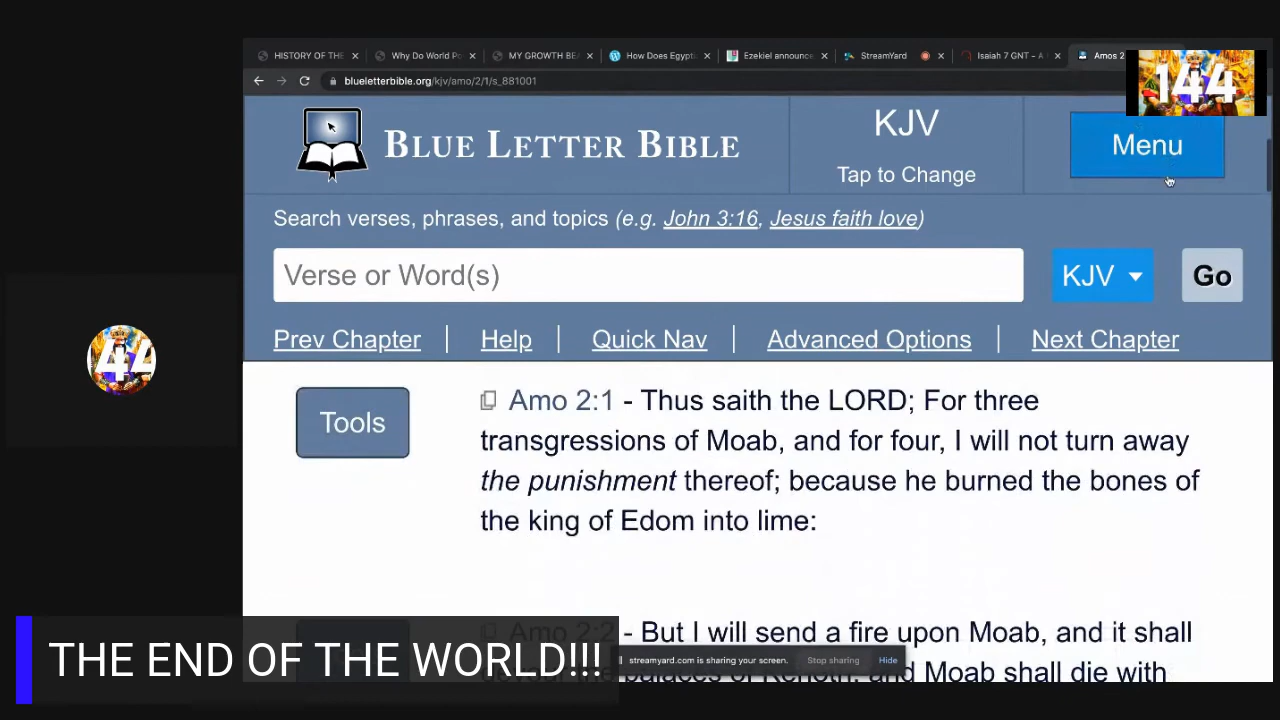 HISTORY OF THE
Why Do World P
MY GROWTH BE
How Does Egypti
Ezekiel announc
StreamYard
Isaiah 7 GNT - A
Amos 2
blueletterbible.org/kjv/amo/2/1/s_881001
144
BLUE LETTER BIBLE
KJV
Tap to Change
Menu
Search verses, phrases, and topics (e.g. John 3:16, Jesus faith love)
Verse or Word(s)
KJV
Go
Prev Chapter
Help
Quick Nav
Advanced Options
Next Chapter
Tools
Amo 2:1 - Thus saith the LORD; For three
transgressions of Moab, and for four, I will not turn away
the punishment thereof; because he burned the bones of
the king of Edom into lime:
44
Amo 2:2 - But I will send a fire upon Moab, and it shall
and Moab shall die with
THE END OF THE WORLD!!!
streamyard.com is sharing your screen.
Stop sharing
Hide